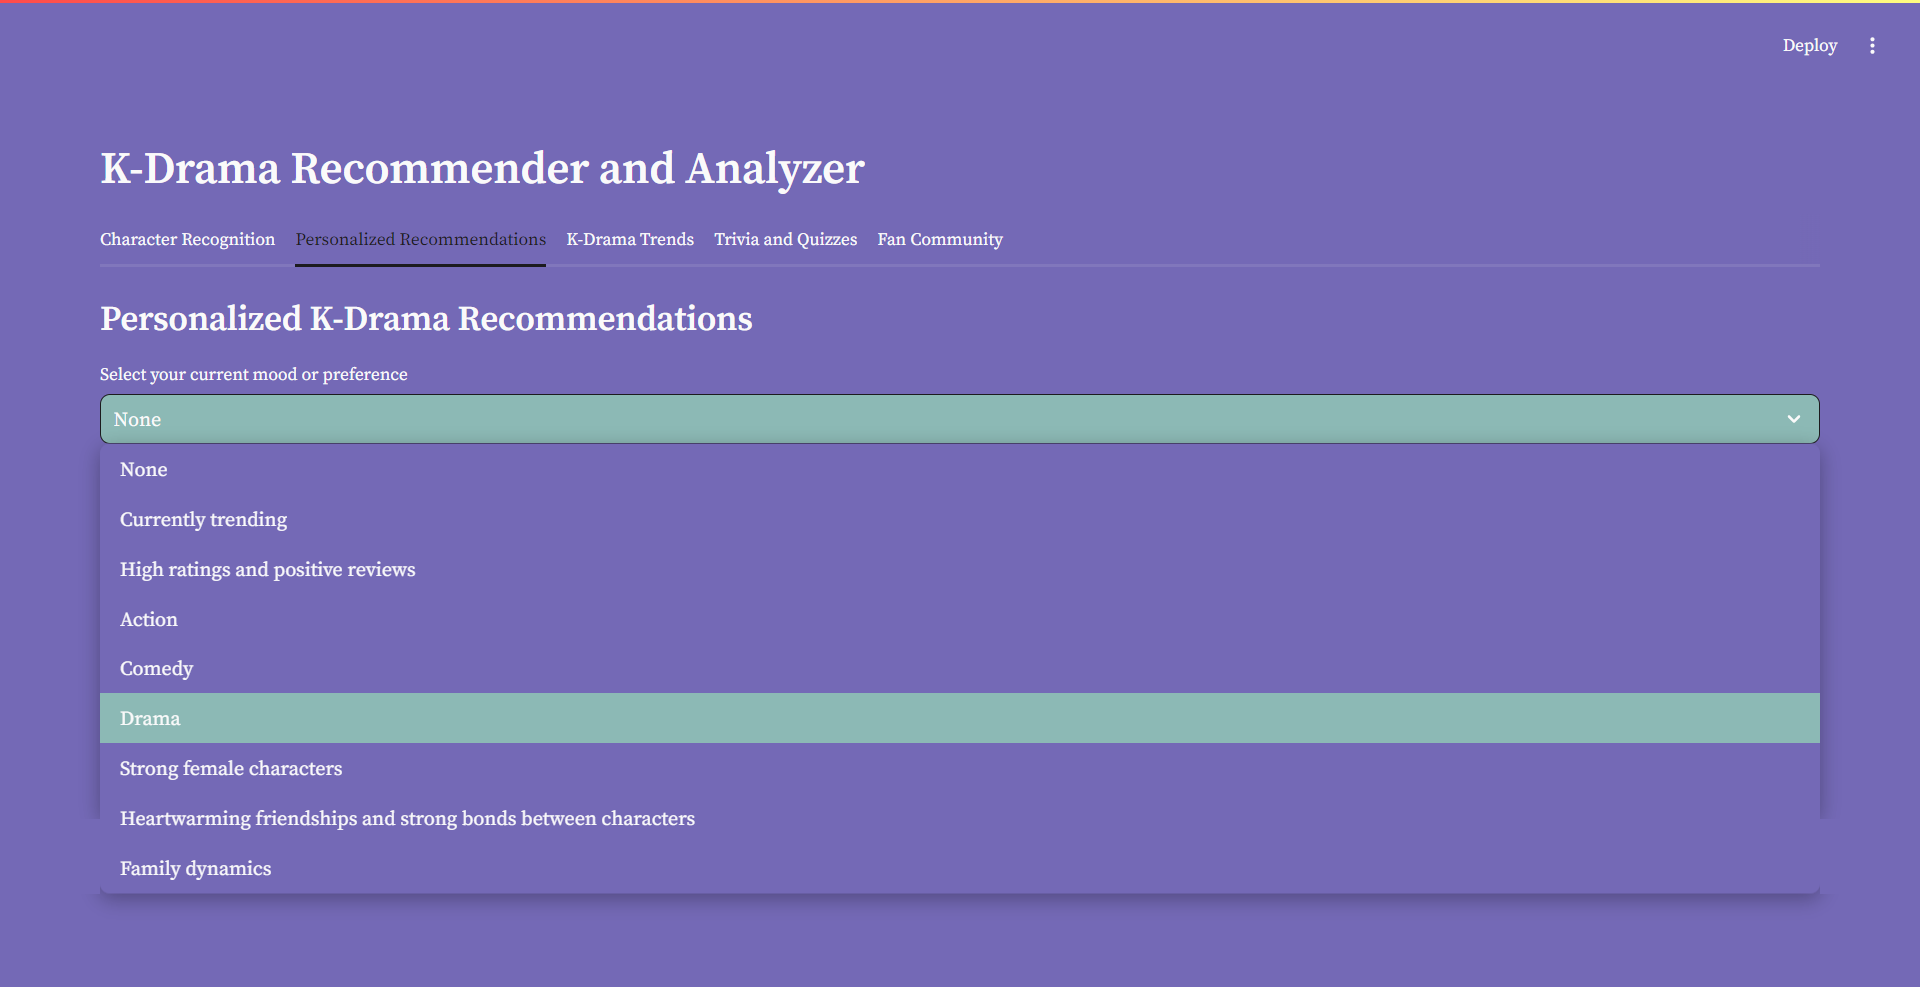 Deploy
K-Drama Recommender and Analyzer
Character Recognition Personalized Recommendations K-Drama Trends Trivia and Quizzes Fan Community
Personalized K-Drama Recommendations
Select your current mood or preference
None
None
Currently trending
High ratings and positive reviews
Action
Comedy
Drama
Strong female characters
Heartwarming friendships and strong bonds between characters
Family dynamics